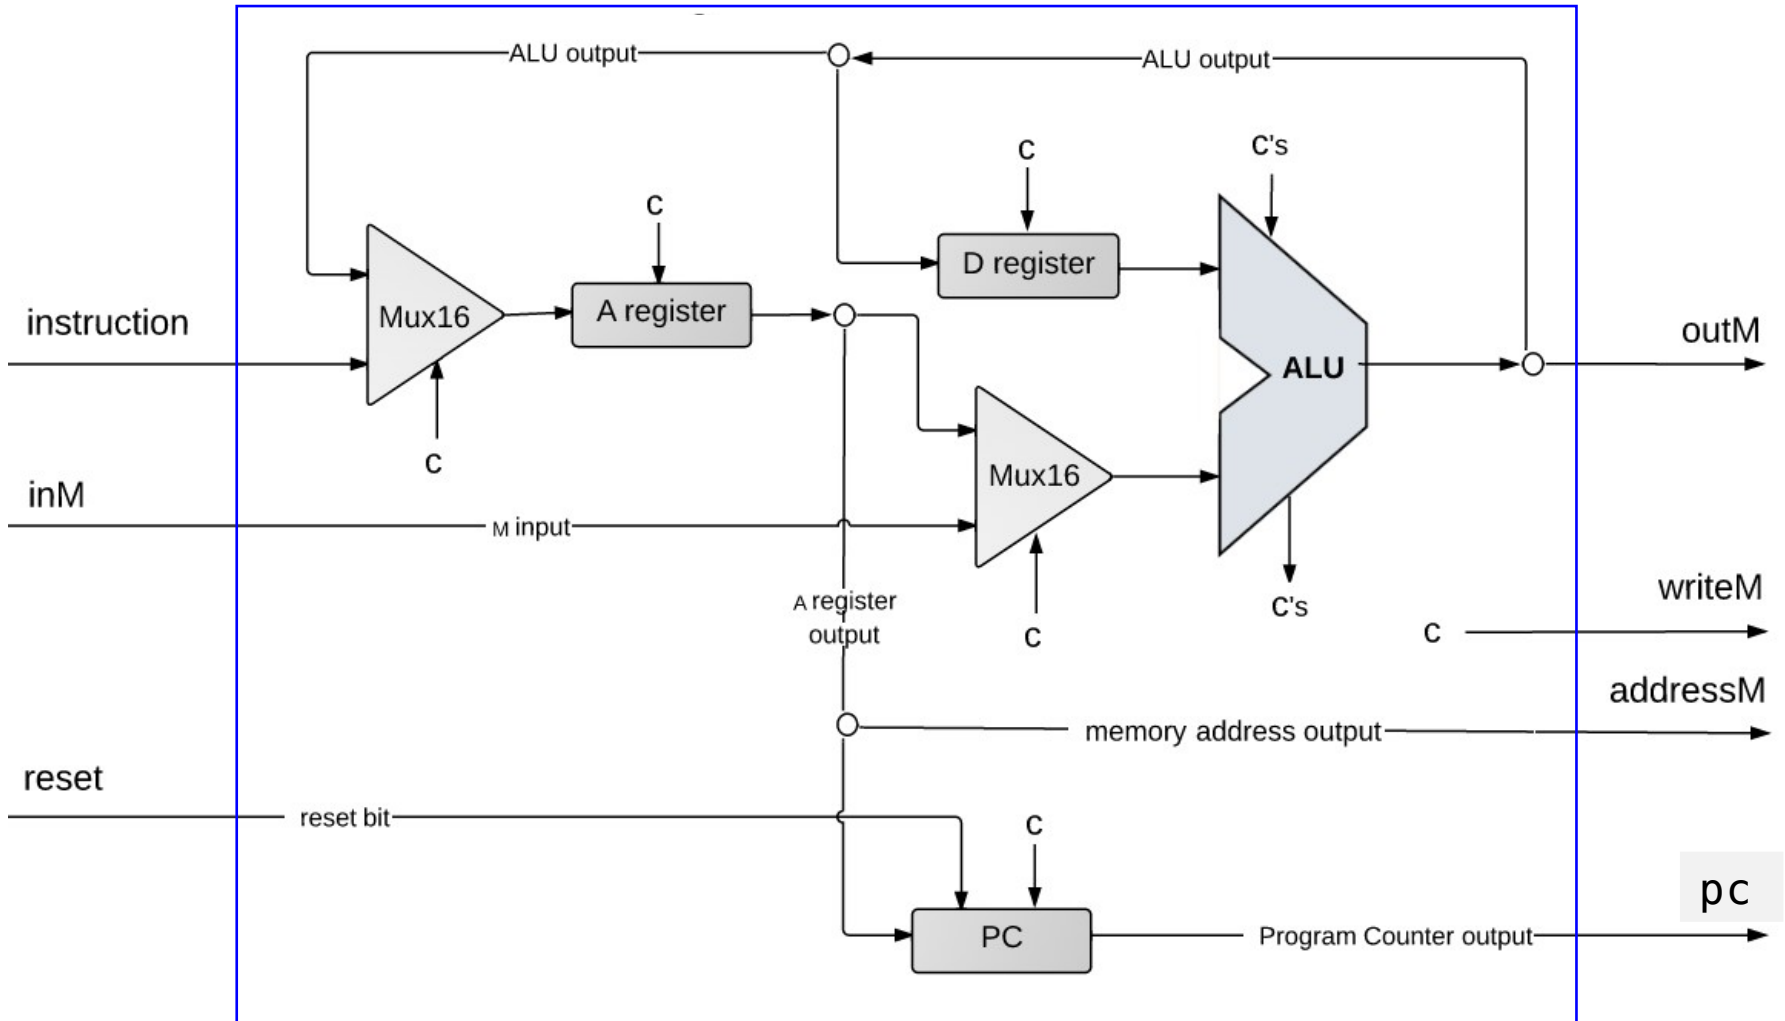 ALU output
ALU output
c
c's
c
D register
instruction
Mux16
A register
outM
ALU
c
inM
Mux16
M input
writeM
A register
output
c
c's
c
addressM
memory address output
reset
reset bit
c
pc
PC
Program Counter output